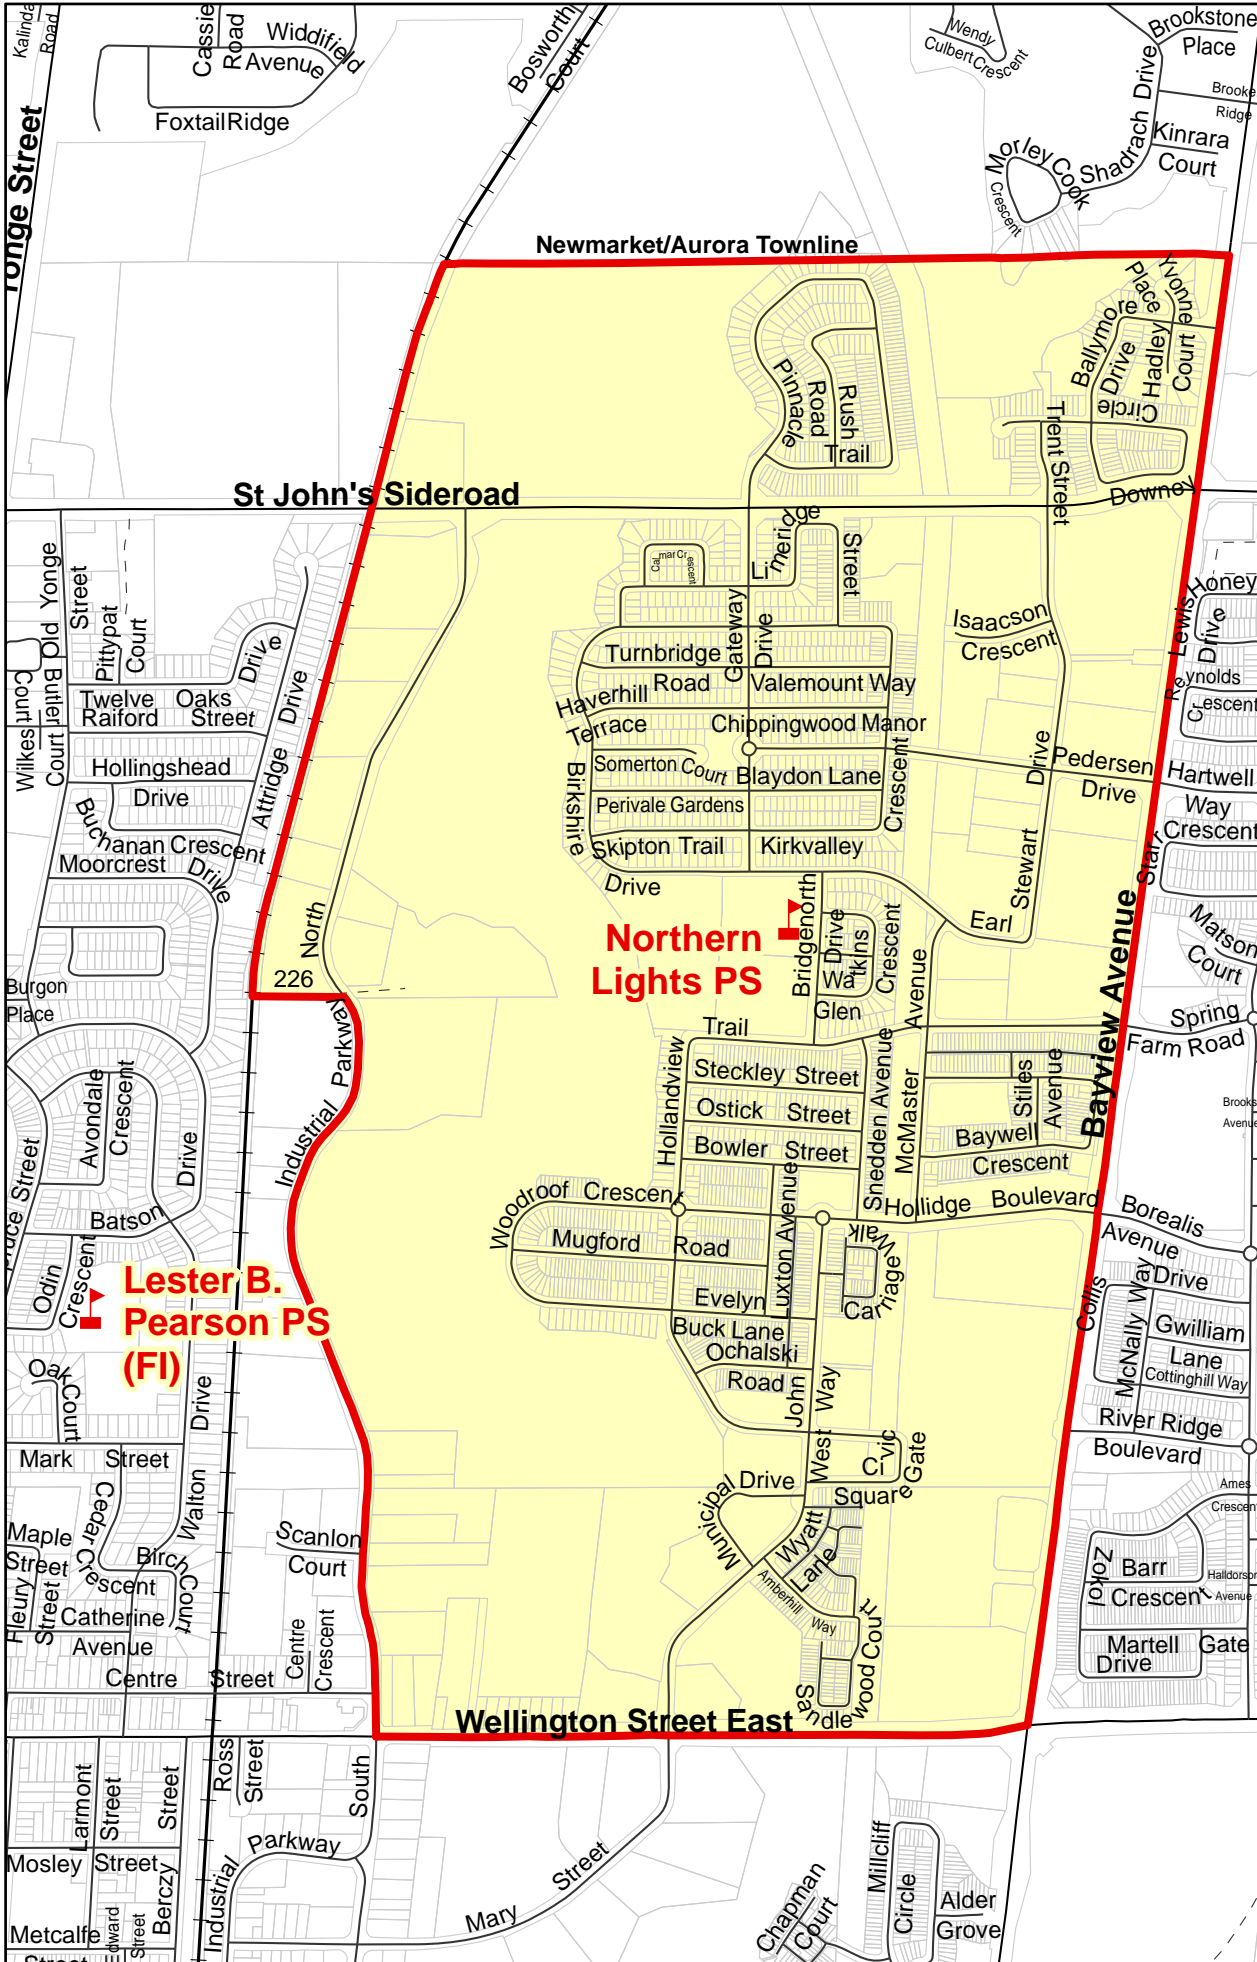 Kalinda
Road
Cassie
Road
Widdifield
Avenue
Foxtail Ridge
Bosworth
Court
Wendy
Culbert Crescent
Brookstone
Place
Brooke
Ridge
Kinrara
Court
Shadrach Drive
Morley Cook
Crescent
Yonge Street
Newmarket/Aurora Townline
Yvonne
Place
Ballymore
Drive
Hadley
Court
Circle
Pinnacle
Road
Rush
Trail
Trent Street
Downey
St John's Sideroad
Limeridge
Street
Calmar Crescent
Old Yonge
Street
Pittypat
Court
Wilkes
Court
Butler
Court
Twelve Oaks
Drive
Raiford Street
Attridge Drive
Hollingshead
Drive
Buchanan Crescent
Moorcrest Drive
Gateway
Drive
Turnbridge
Road
Valemount Way
Haverhill
Terrace
Chippingwood Manor
Somerton Court
Blaydon Lane
Perivale Gardens
Birkshire
Drive
Crescent
Skipton Trail
Kirkvalley
Isaacson
Crescent
Lewis
Honey
Drive
Reynolds
Crescent
Pedersen
Drive
Hartwell
Way
Starr
Crescent
Earl
Stewart
Drive
Matson
Court
North
226
Northern
Lights PS
Bridgenorth
Drive
Watkins
Crescent
Glen
Burgon
Place
Industrial Parkway
Trail
Hollandview
Steckley Street
Ostick Street
Bowler Street
Snedden Avenue
McMaster
Avenue
Stiles
Avenue
Baywell
Crescent
Bayview Avenue
Spring
Farm Road
Brooks
Avenue
Avondale
Crescent
Drive
Batson
Odin
Crescent
Lester B.
Pearson PS
(FI)
Woodroof Crescent
Mugford Road
Luxton Avenue
Evelyn
Buck Lane
Ochalski
Road
Hollidge Boulevard
Carriage Walk
Borealis
Avenue
Collis
Drive
McNally Way
Gwilliam
Lane
Cottinghill Way
River Ridge
Boulevard
Oak Court
Mark Street
Walton Drive
Cedar Crescent
Maple
Street
Fleury
Street
Birch Court
Catherine
Avenue
Centre Street
Scanlon
Court
Centre
Crescent
John
West
Way
Civic
Square Gate
Municipal Drive
Wyatt
Lane
Amberhill Way
Sandlewood Court
Ames
Crescent
Zokol
Drive
Barr
Crescent
Halldorson
Avenue
Martell Gate
Wellington Street East
Ross
Street
Larmont
Street
Mosley Street
Berczy
Street
Metcalfe
Edward
Street
Industrial
Parkway
South
Mary Street
Chapman
Court
Millcliff
Circle
Alder
Grove